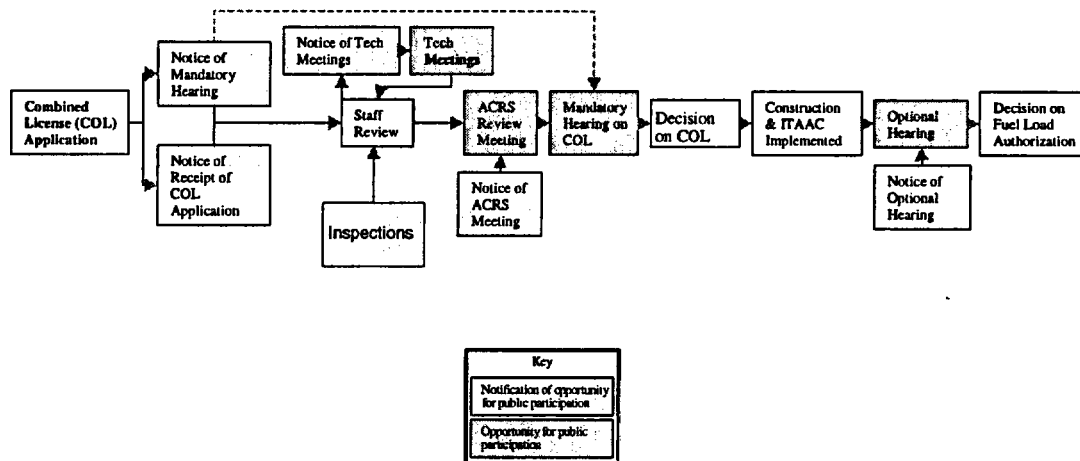 Notice of
Mandatory
Hearing
Notice of Tech
Meetings
Tech
Meetings
Combined
License (COL)
Application
Staff
Review
ACRS
Review
Meeting
Mandatory
Hearing on
COL
Decision
on COL
Construction
& ITAAC
Implemented
Optional
Hearing
Decision on
Fuel Load
Authorization
Notice of
Receipt of
COL
Application
Inspections
Notice of
ACRS
Meeting
Notice of
Optional
Hearing
Key
Notification of opportunity
for public participation
Opportunity for public
participation